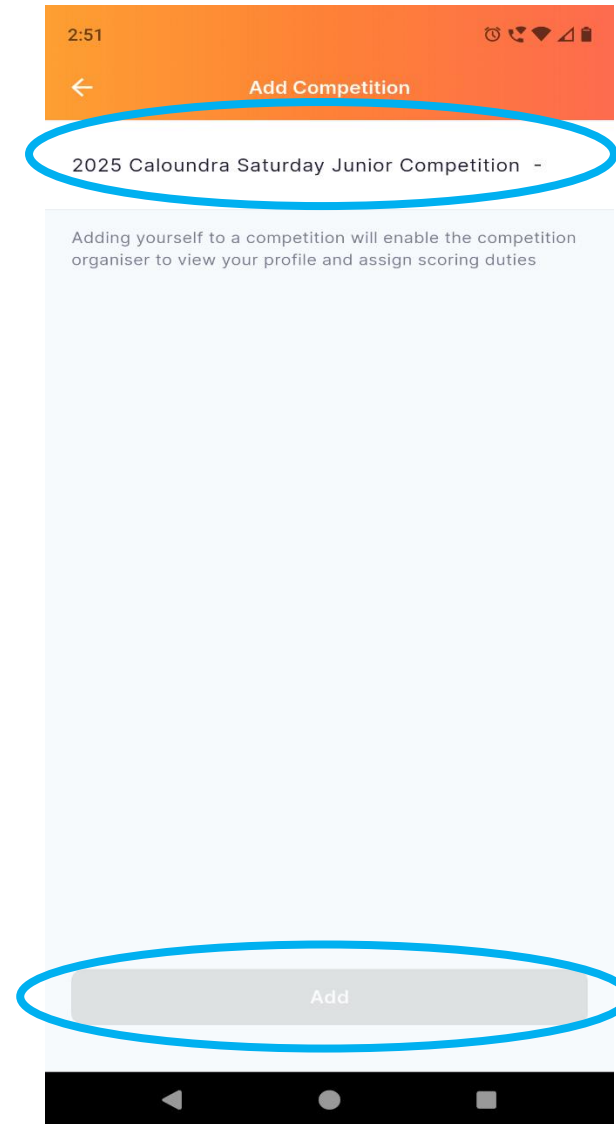 2:51
Add Competition
2025 Caloundra Saturday Junior Competition -
Adding yourself to a competition will enable the competition
organiser to view your profile and assign scoring duties
Add